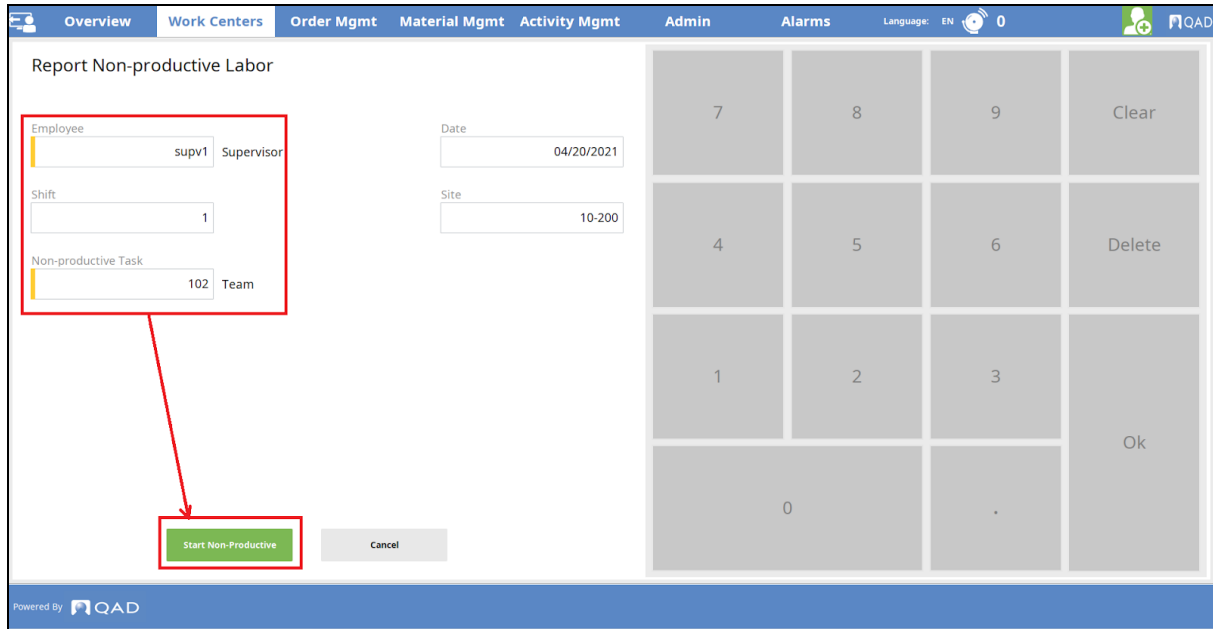 Overview Work Centers Order Mgmt Material Mgmt Activity Mgmt Admin Alarms Language: EN 0 QAD
Report Non-productive Labor
Employee
supv1 Supervisor
Date
04/20/2021
Shift
1
Site
10-200
Non-productive Task
102 Team
Start Non-Productive
Cancel
7 8 9 Clear
4 5 6 Delete
1 2 3
Ok
0 .
Powered By QAD